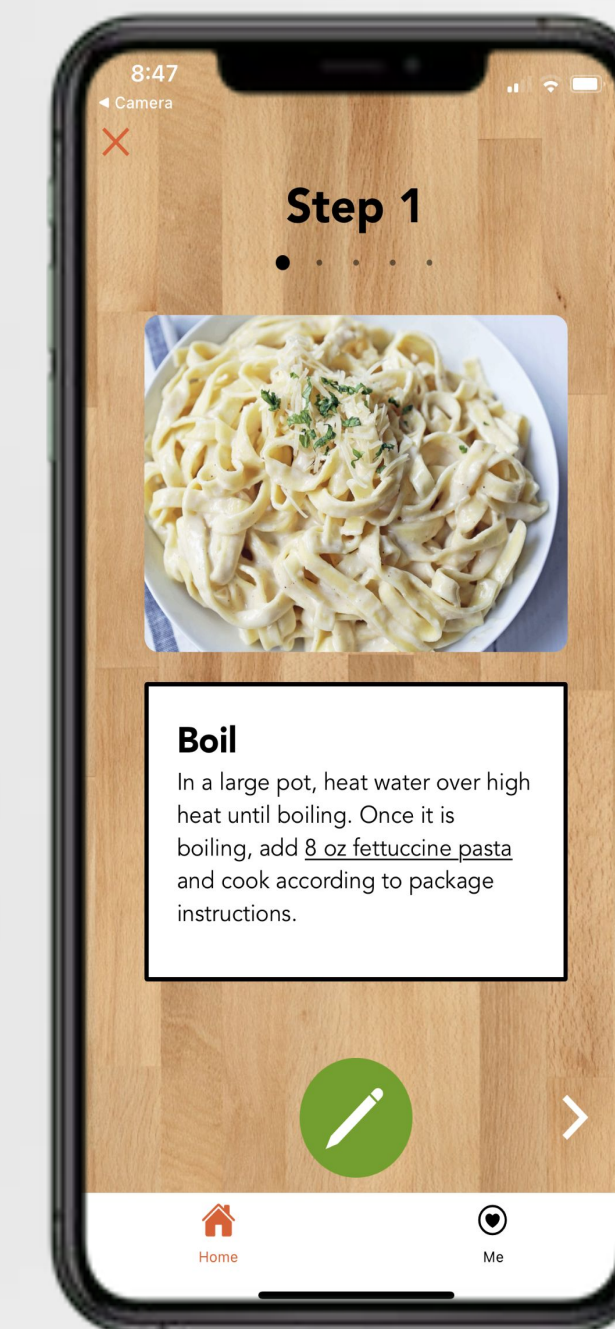 8:47
◀ Camera
Step 1
Boil
In a large pot, heat water over high
heat until boiling. Once it is
boiling, add 8 oz fettuccine pasta
and cook according to package
instructions.
Home
Me